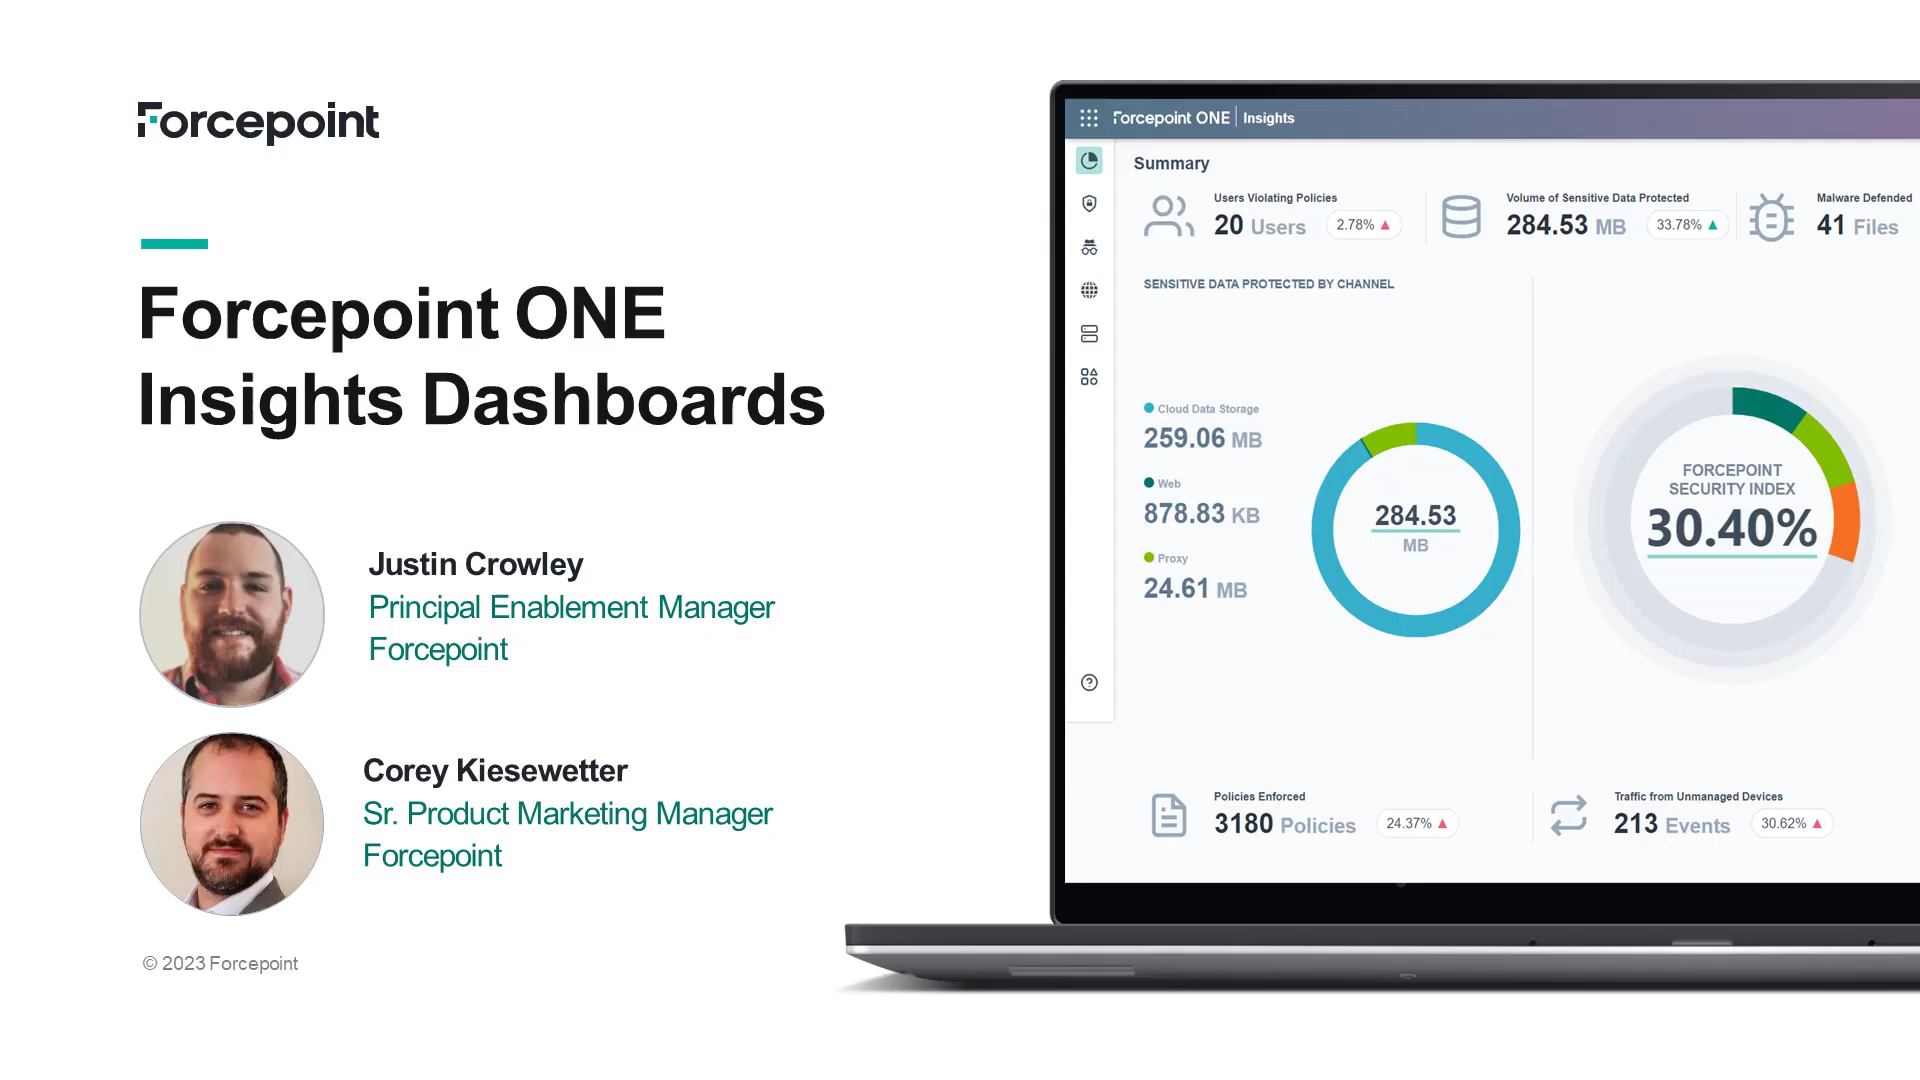 Forcepoint
Forcepoint ONE
Insights Dashboards
Justin Crowley
Principal Enablement Manager
Forcepoint
Corey Kiesewetter
Sr. Product Marketing Manager
Forcepoint
© 2023 Forcepoint
Forcepoint ONE | Insights
Summary
Users Violating Policies
20 Users 2.78% ▲
Volume of Sensitive Data Protected
284.53 MB 33.78% ▲
Malware Defended
41 Files
SENSITIVE DATA PROTECTED BY CHANNEL
Cloud Data Storage
259.06 MB
Web
878.83 KB
Proxy
24.61 MB
284.53
MB
FORCEPOINT
SECURITY INDEX
30.40%
Policies Enforced
3180 Policies 24.37% ▲
Traffic from Unmanaged Devices
213 Events 30.62% ▲